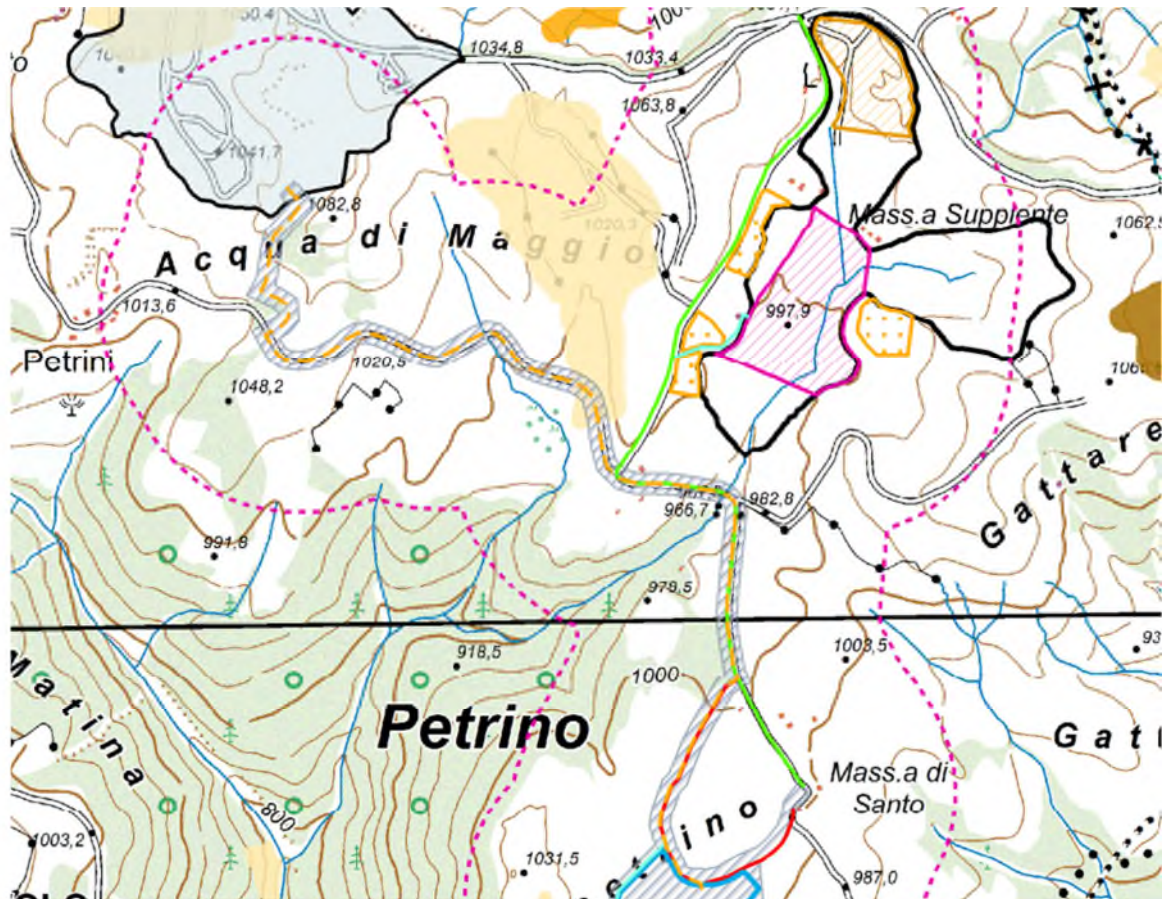 1034,8
1033,4
1063,8
1041,7
1082,8
Mass.a Suppiente
1062,5
Acqua di Maggio
1020,3
1013,6
997,9
Petrini
1020,5
1048,2
Gattare
982,8
966,7
991,8
979,5
918,5
1003,5
1000
Matina
Petrino
Gatt
Mass.a di
Santo
800
ino
1003,2
1031,5
987,0